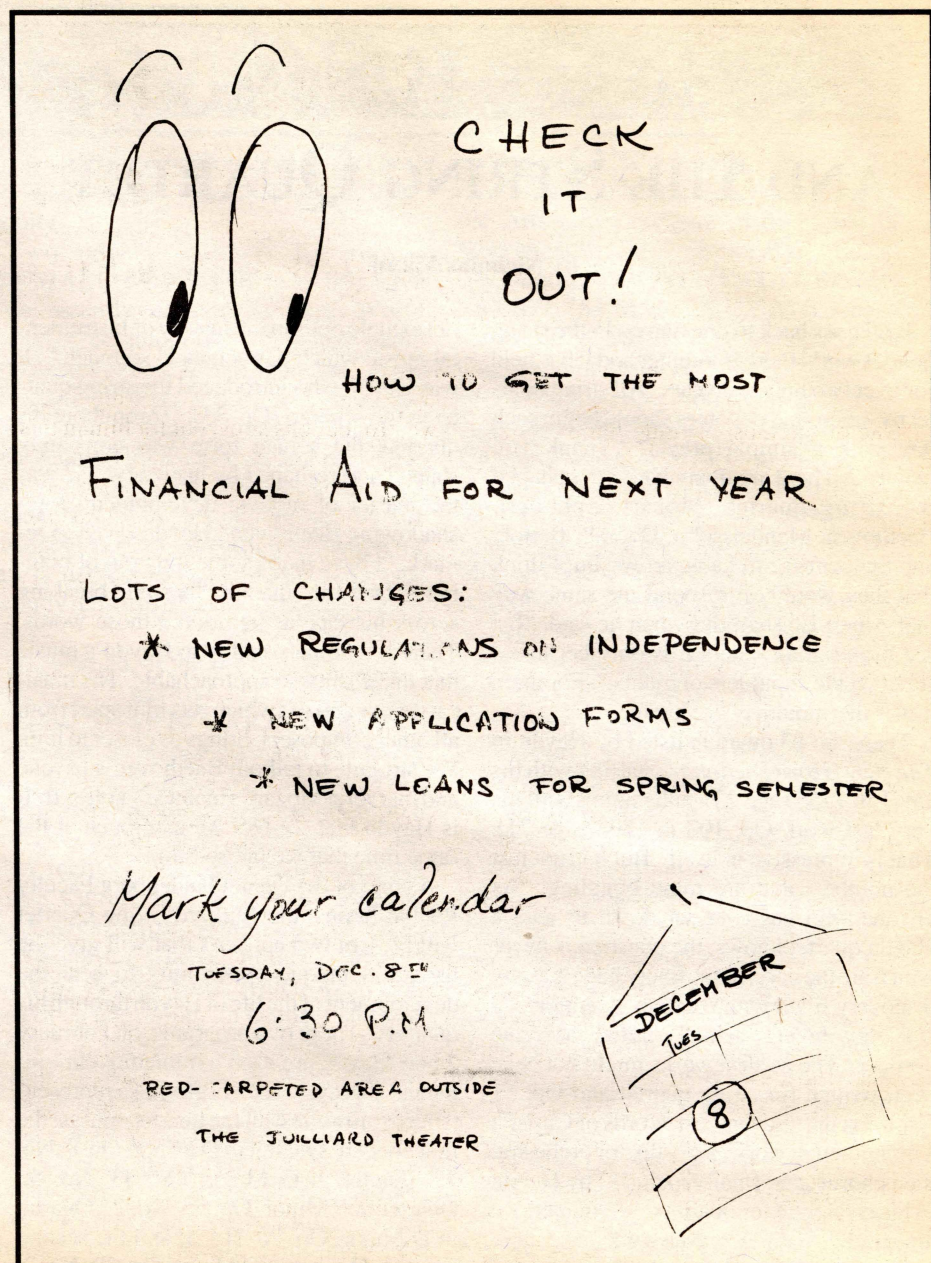 CHECK
IT
OUT!
HOW TO GET THE MOST
FINANCIAL AID FOR NEXT YEAR
LOTS OF CHANGES:
* NEW REGULATIONS ON INDEPENDENCE
* NEW APPLICATION FORMS
* NEW LOANS FOR SPRING SEMESTER
Mark your calendar
TUESDAY, DEC. 8TH
6:30 P.M.
RED-CARPETED AREA OUTSIDE
THE JUILLIARD THEATER
DECEMBER
TUES
8